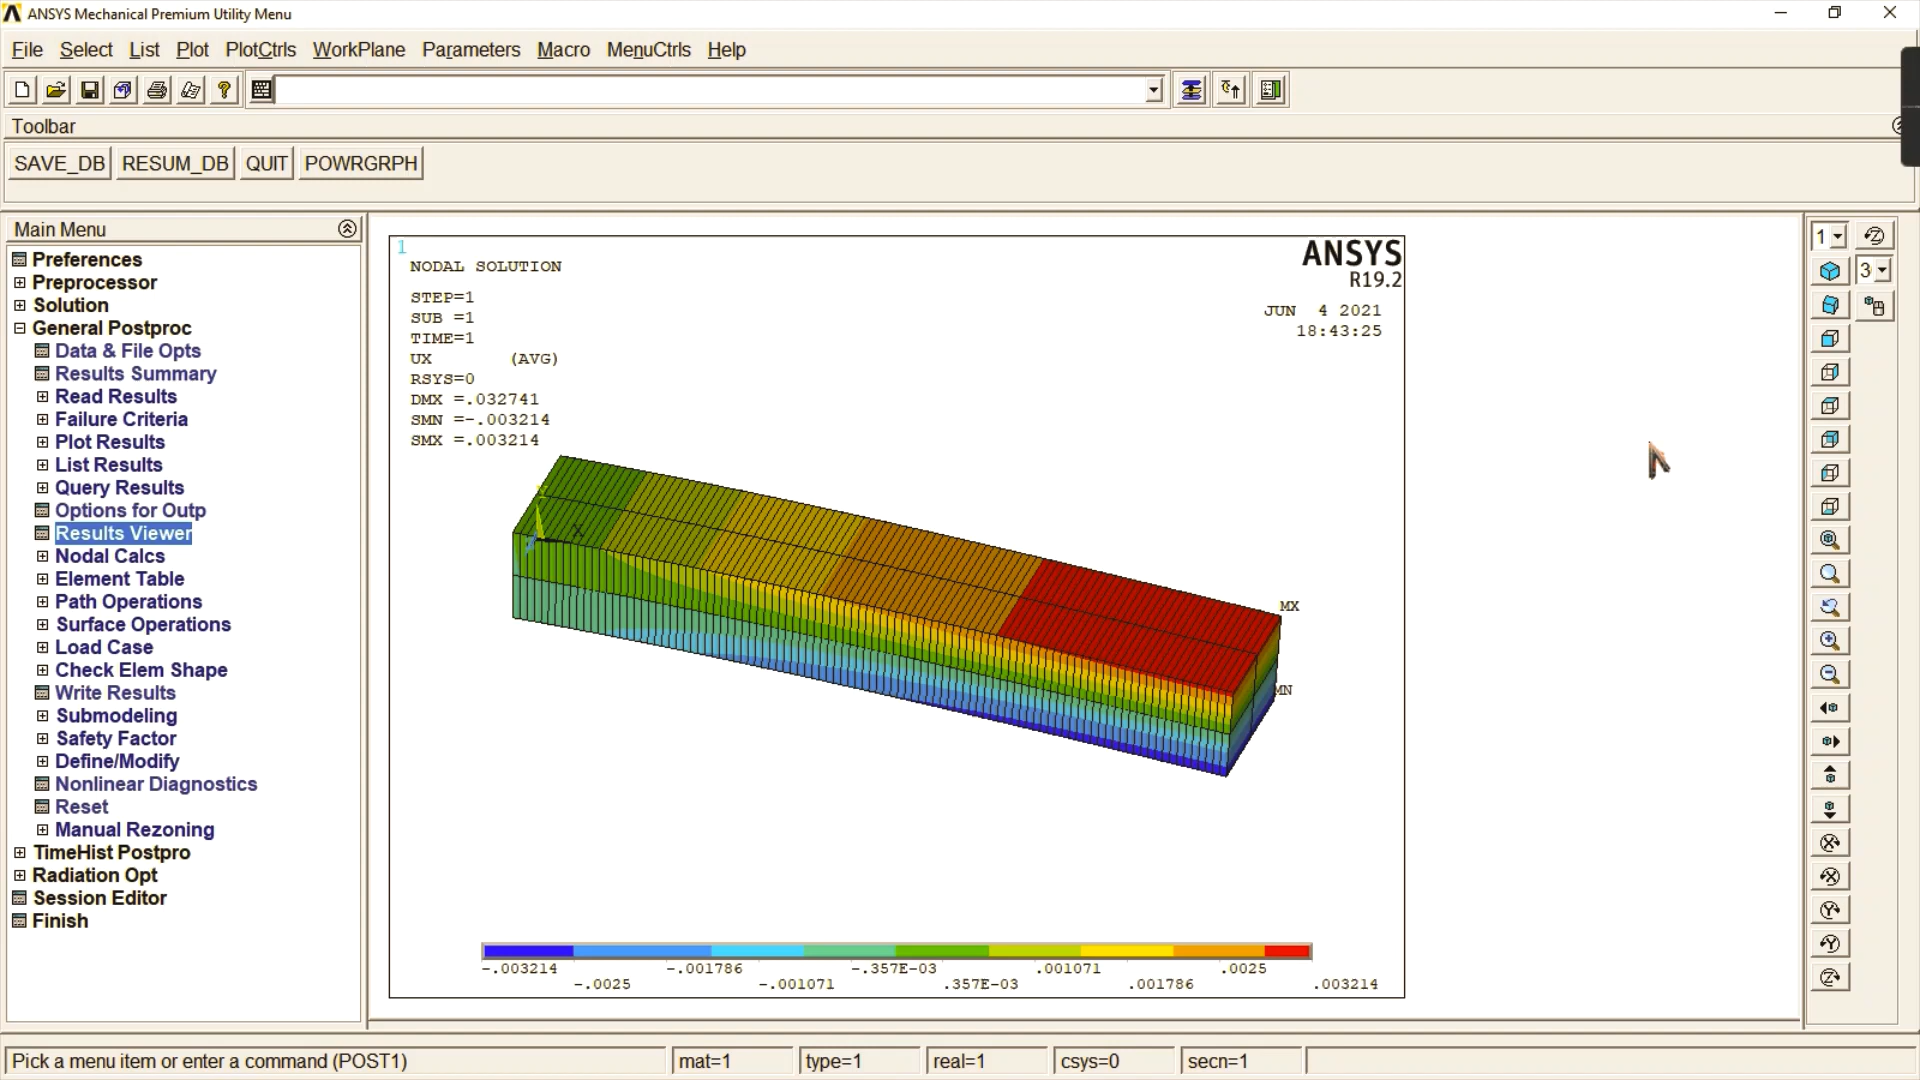 ANSYS Mechanical Premium Utility Menu
File Select List Plot PlotCtrls WorkPlane Parameters Macro MenuCtrls Help
Toolbar
SAVE_DB RESUM_DB QUIT POWRGRPH
Main Menu
Preferences
Preprocessor
Solution
General Postproc
Data & File Opts
Results Summary
Read Results
Failure Criteria
Plot Results
List Results
Query Results
Options for Outp
Results Viewer
Nodal Calcs
Element Table
Path Operations
Surface Operations
Load Case
Check Elem Shape
Write Results
Submodeling
Safety Factor
Define/Modify
Nonlinear Diagnostics
Reset
Manual Rezoning
TimeHist Postpro
Radiation Opt
Session Editor
Finish
1
NODAL SOLUTION
STEP=1
SUB =1
TIME=1
UX (AVG)
RSYS=0
DMX =.032741
SMN =-.003214
SMX =.003214
ANSYS
R19.2
JUN 4 2021
18:43:25
Y
X
MX
MN
-.003214 -.001786 -.357E-03 .001071 .0025
-.0025 -.001071 .357E-03 .001786 .003214
1
3
Pick a menu item or enter a command (POST1) mat=1 type=1 real=1 csys=0 secn=1